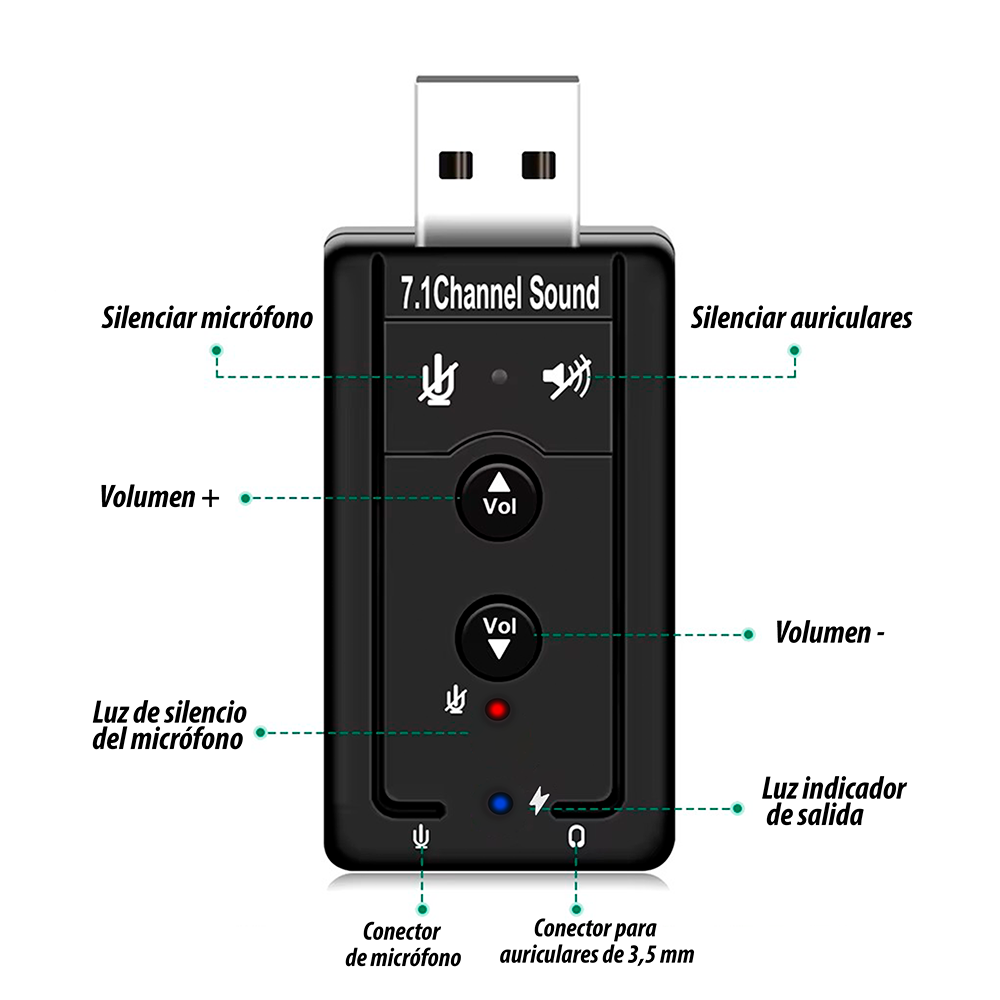 7.1Channel Sound
Silenciar micrófono
Silenciar auriculares
Volumen +
Vol
Vol
Volumen -
Luz de silencio
del micrófono
Luz indicador
de salida
Conector
de micrófono
Conector para
auriculares de 3,5 mm